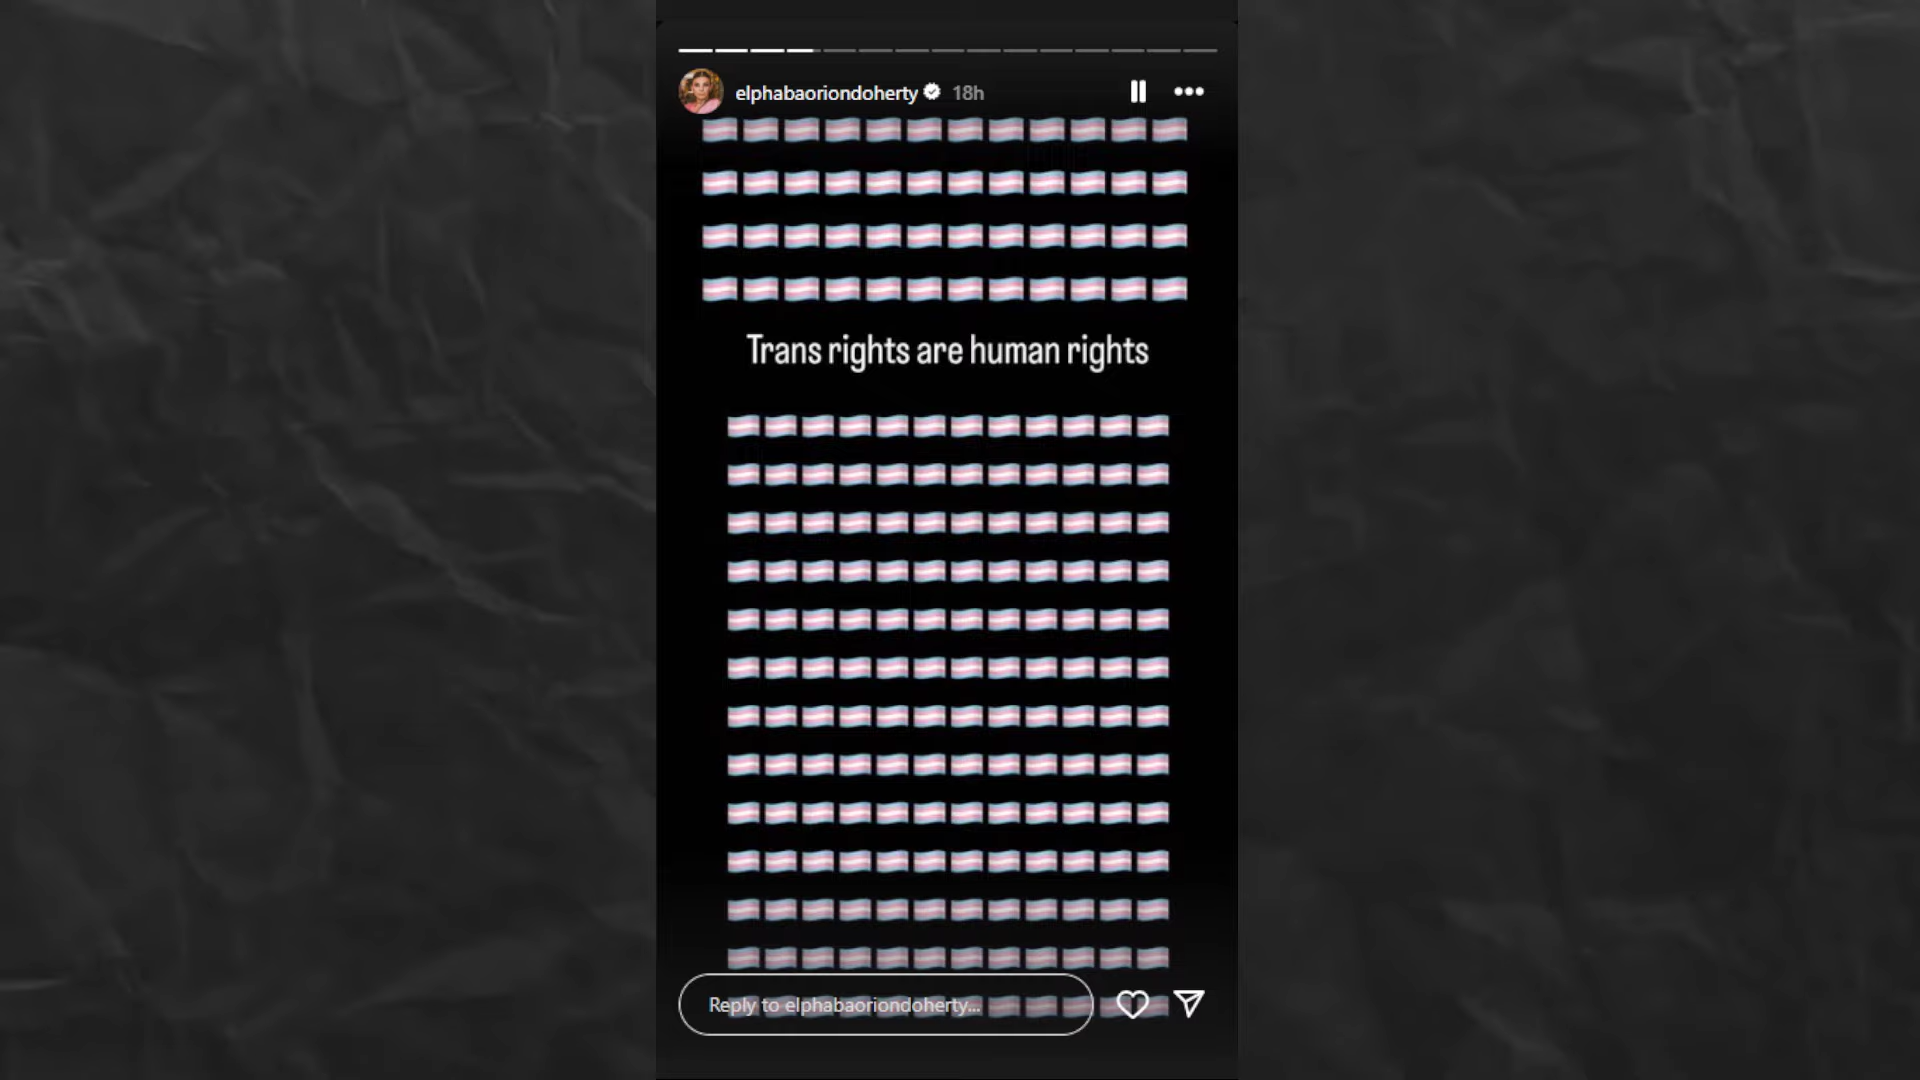 elphabaoriondoherty 18h
Trans rights are human rights
Reply to elphabaoriondoherty...